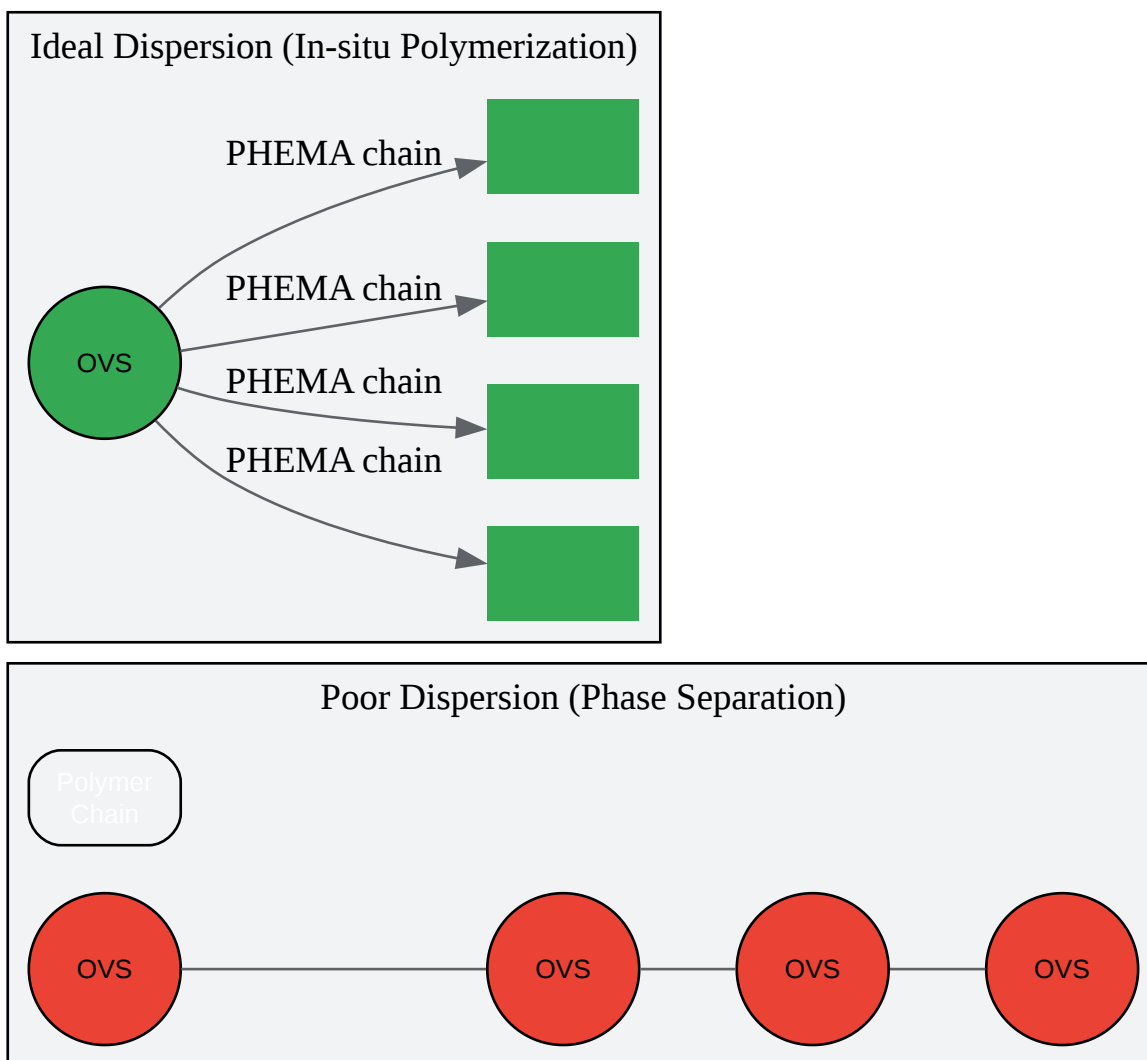 Ideal Dispersion (In-situ Polymerization)
PHEMA chain
PHEMA chain
OVS
PHEMA chain
PHEMA chain
Poor Dispersion (Phase Separation)
Polymer
Chain
OVS
OVS
OVS
OVS